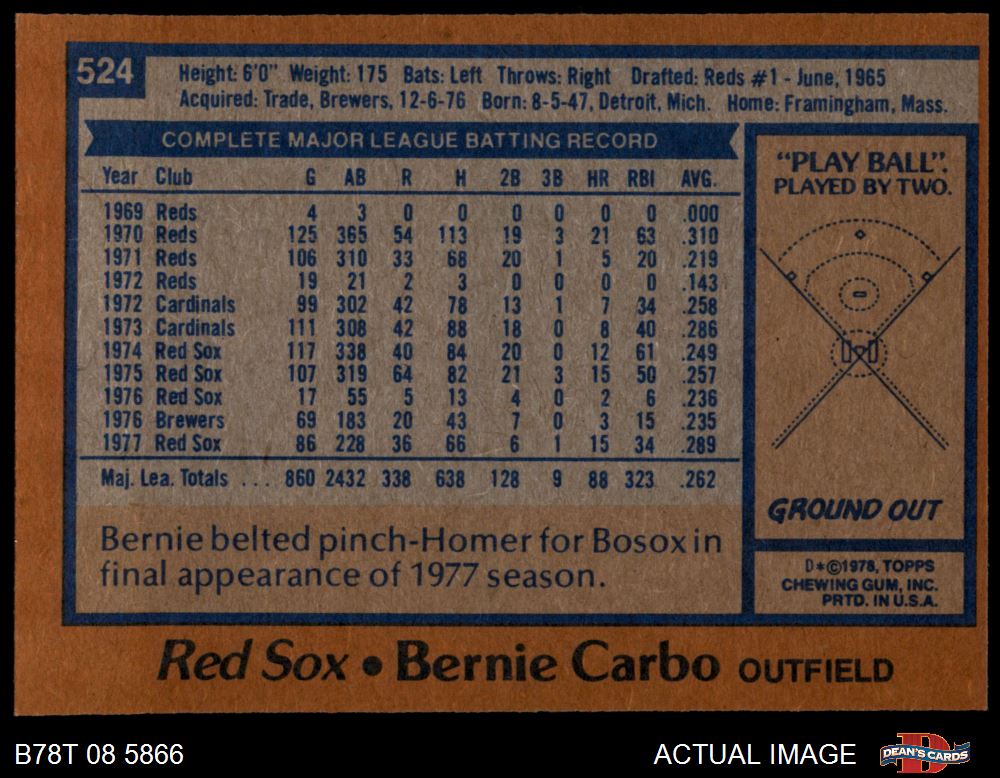 524
Height: 6'0" Weight: 175 Bats: Left Throws: Right Drafted: Reds #1 - June, 1965
Acquired: Trade, Brewers, 12-6-76 Born: 8-5-47, Detroit, Mich. Home: Framingham, Mass.
COMPLETE MAJOR LEAGUE BATTING RECORD
Year Club G AB R H 2B 3B HR RBI AVG.
1969 Reds 4 3 0 0 0 0 0 0 .000
1970 Reds 125 365 54 113 19 3 21 63 .310
1971 Reds 106 310 33 68 20 1 5 20 .219
1972 Reds 19 21 2 3 0 0 0 0 .143
1972 Cardinals 99 302 42 78 13 1 7 34 .258
1973 Cardinals 111 308 42 88 18 0 8 40 .286
1974 Red Sox 117 338 40 84 20 0 12 61 .249
1975 Red Sox 107 319 64 82 21 3 15 50 .257
1976 Red Sox 17 55 5 13 4 0 2 6 .236
1976 Brewers 69 183 20 43 7 0 3 15 .235
1977 Red Sox 86 228 36 66 6 1 15 34 .289
Maj. Lea. Totals ... 860 2432 338 638 128 9 88 323 .262
Bernie belted pinch-Homer for Bosox in
final appearance of 1977 season.
"PLAY BALL".
PLAYED BY TWO.
GROUND OUT
D*©1978, TOPPS
CHEWING GUM, INC.
PRTD. IN U.S.A.
Red Sox • Bernie Carbo OUTFIELD
B78T 08 5866
ACTUAL IMAGE
DEAN'S CARDS